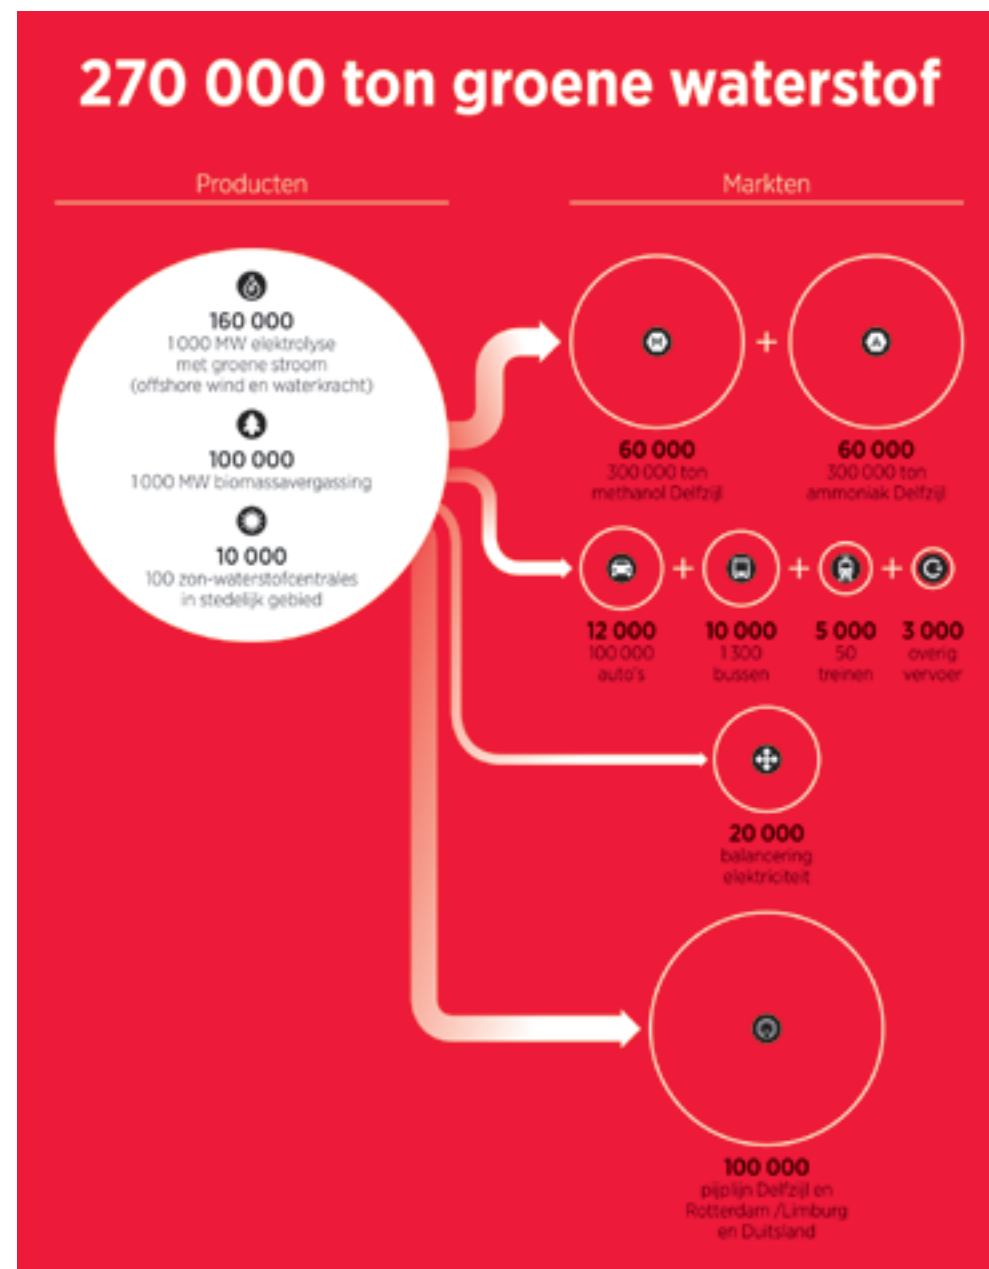 270 000 ton groene waterstof
Producten
160 000
1 000 MW elektrolyse
met groene stroom
(offshore wind en waterkracht)
100 000
1 000 MW biomassavergassing
10 000
100 zon-waterstofcentrales
in stedelijk gebied
Markten
M
+
A
60 000
300 000 ton
methanol Delfzijl
60 000
300 000 ton
ammoniak Delfzijl
+
+
+
12 000
100 000
auto's
10 000
1 300
bussen
5 000
50
treinen
3 000
overig
vervoer
20 000
balancering
elektriciteit
100 000
pijplijn Delfzijl en
Rotterdam /Limburg
en Duitsland